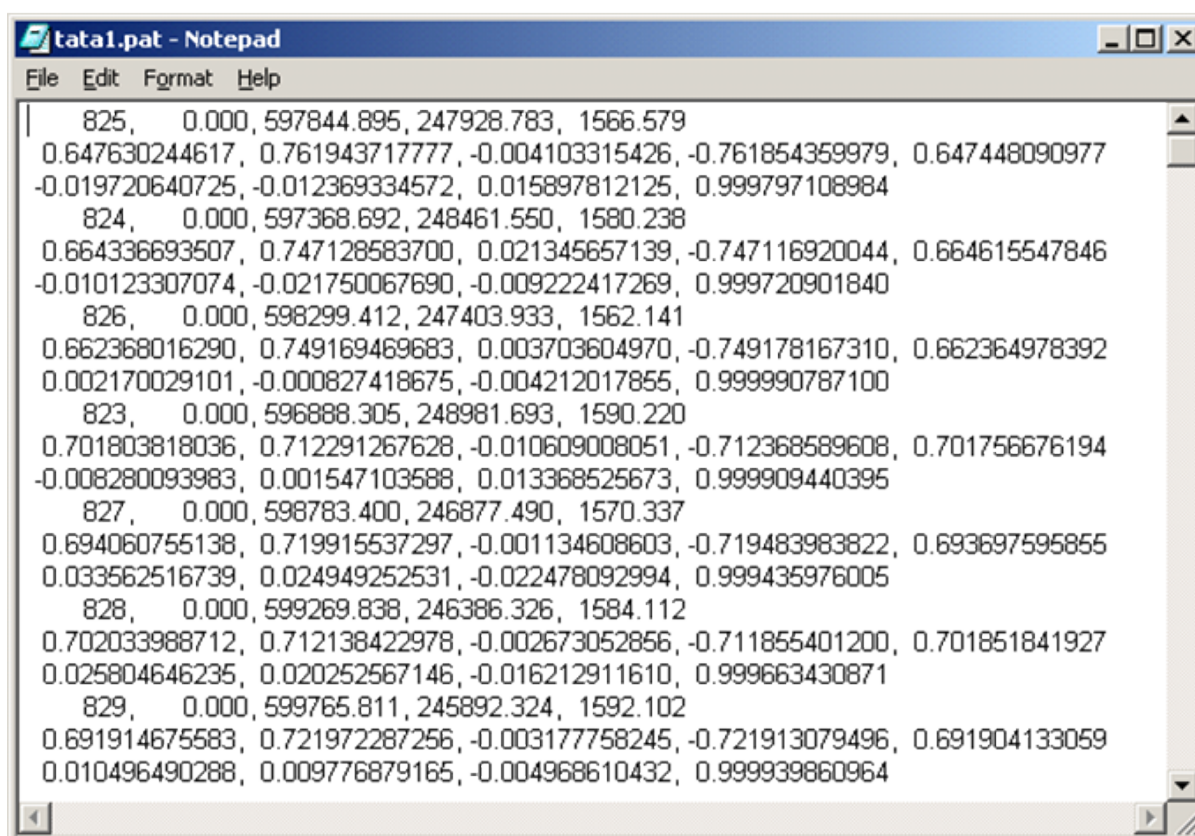 tata1.pat - Notepad
File Edit Format Help
825, 0.000, 597844.895, 247928.783, 1566.579
0.647630244617, 0.761943717777, -0.004103315426, -0.761854359979, 0.647448090977
-0.019720640725, -0.012369334572, 0.015897812125, 0.999797108984
824, 0.000, 597368.692, 248461.550, 1580.238
0.664336693507, 0.747128583700, 0.021345657139, -0.747116920044, 0.664615547846
-0.010123307074, -0.021750067690, -0.009222417269, 0.999720901840
826, 0.000, 598299.412, 247403.933, 1562.141
0.662368016290, 0.749169469683, 0.003703604970, -0.749178167310, 0.662364978392
0.002170029101, -0.000827418675, -0.004212017855, 0.999990787100
823, 0.000, 596888.305, 248981.693, 1590.220
0.701803818036, 0.712291267628, -0.010609008051, -0.712368589608, 0.701756676194
-0.008280093983, 0.001547103588, 0.013368525673, 0.999909440395
827, 0.000, 598783.400, 246877.490, 1570.337
0.694060755138, 0.719915537297, -0.001134608603, -0.719483983822, 0.693697595855
0.033562516739, 0.024949252531, -0.022478092994, 0.999435976005
828, 0.000, 599269.838, 246386.326, 1584.112
0.702033988712, 0.712138422978, -0.002673052856, -0.711855401200, 0.701851841927
0.025804646235, 0.020252567146, -0.016212911610, 0.999663430871
829, 0.000, 599765.811, 245892.324, 1592.102
0.691914675583, 0.721972287256, -0.003177758245, -0.721913079496, 0.691904133059
0.010496490288, 0.009776879165, -0.004968610432, 0.999939860964